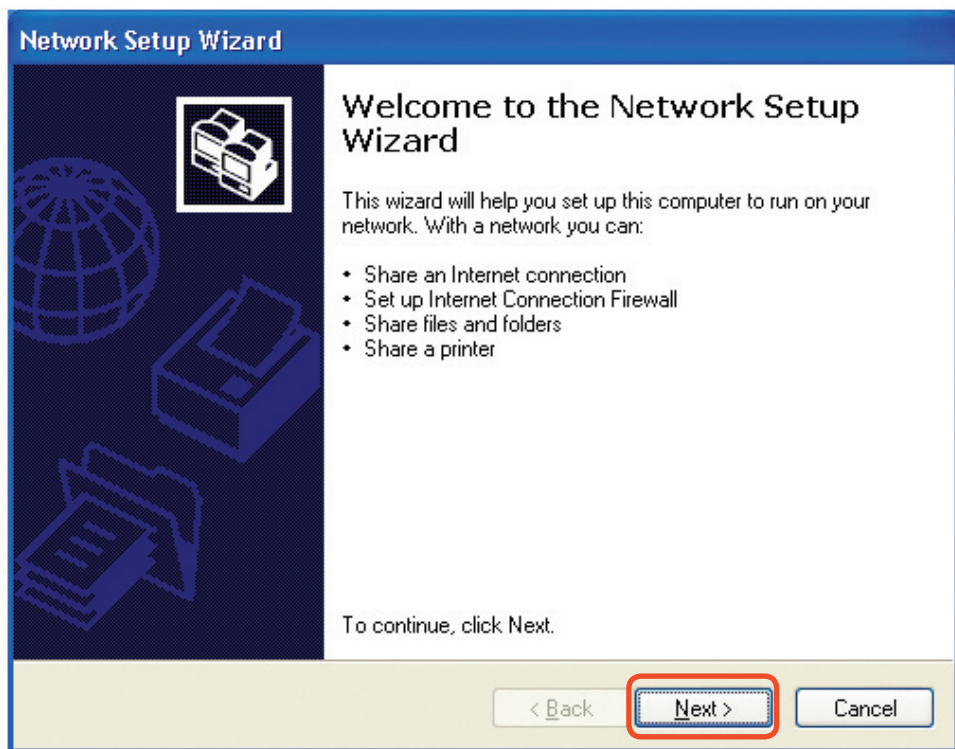 Network Setup Wizard
Welcome to the Network Setup
Wizard
This wizard will help you set up this computer to run on your
network. With a network you can:
• Share an Internet connection
• Set up Internet Connection Firewall
• Share files and folders
• Share a printer
To continue, click Next.
< Back Next > Cancel